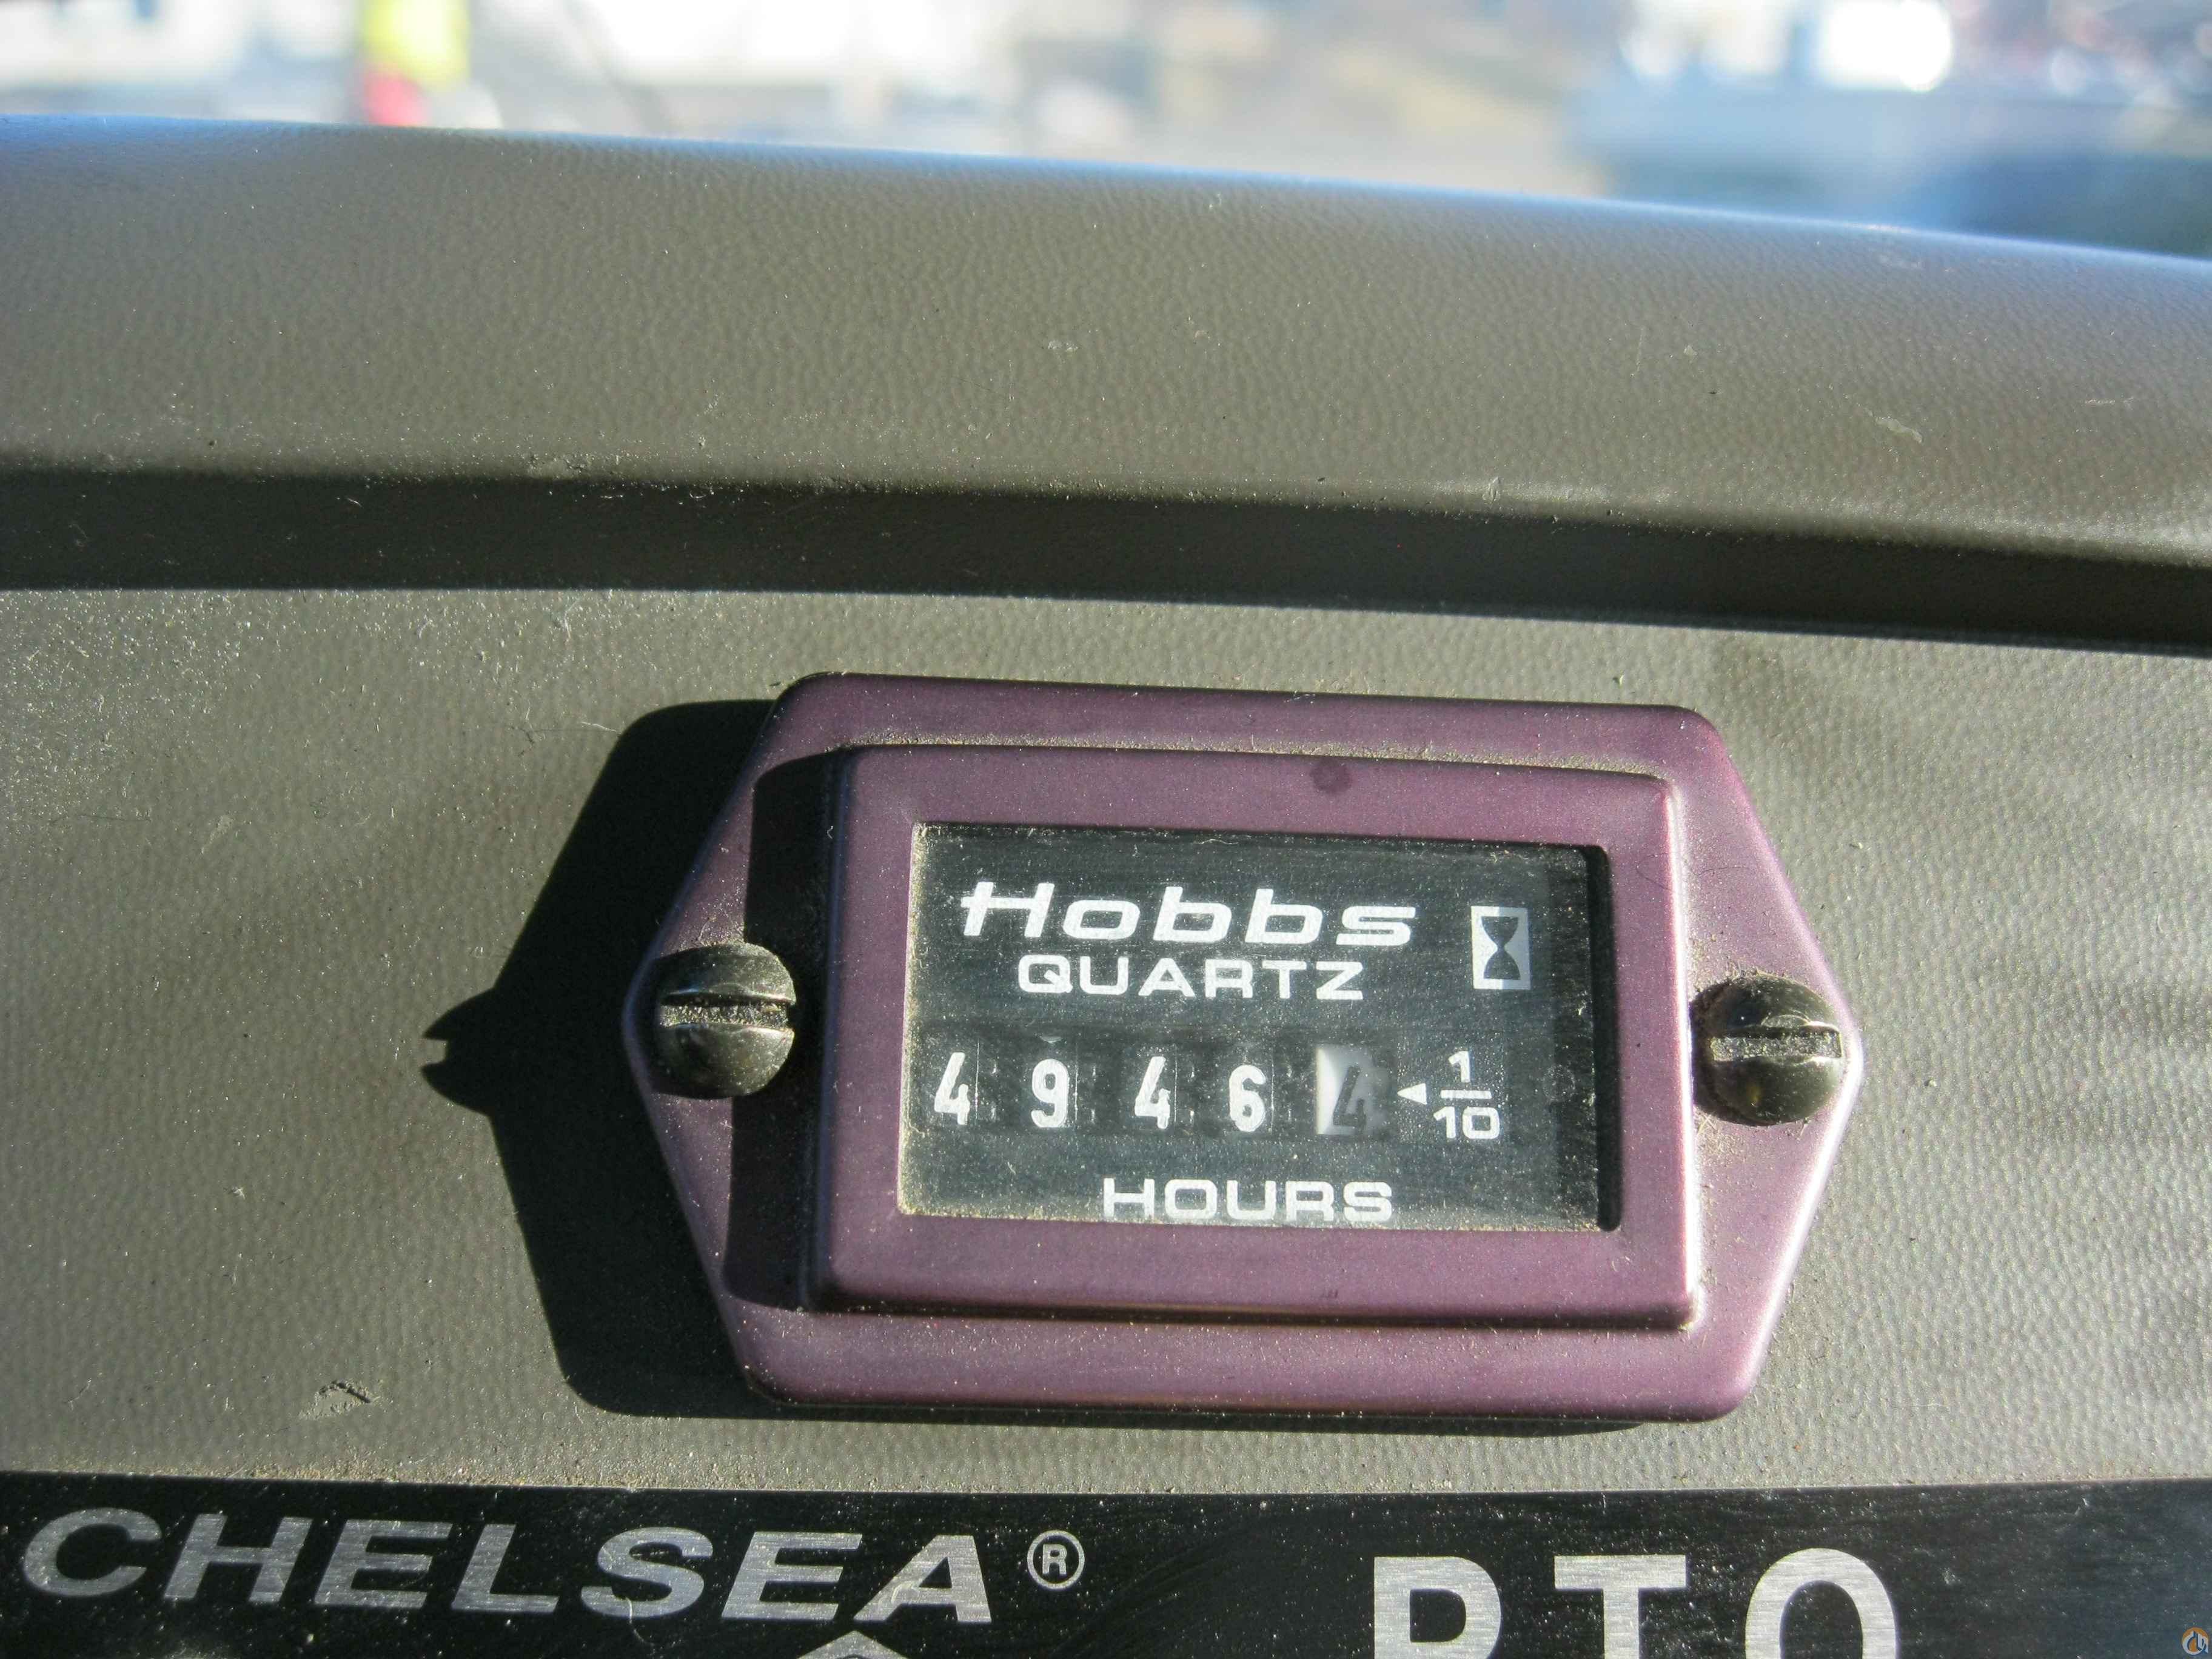 Hobbs
QUARTZ
4 9 4 6 4 ◄ 1/10
HOURS
CHELSEA®
PTO